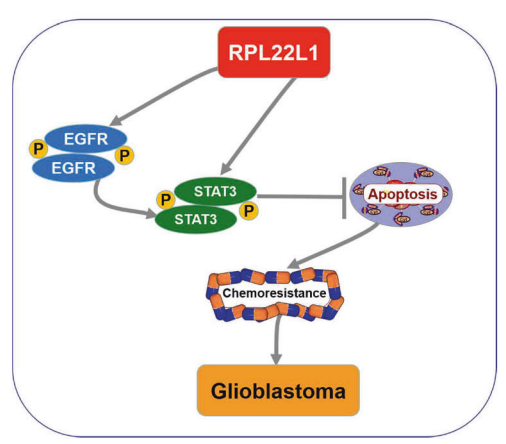 RPL22L1
EGFR
P
P
EGFR
STAT3
P
P
STAT3
Apoptosis
Chemoresistance
Glioblastoma